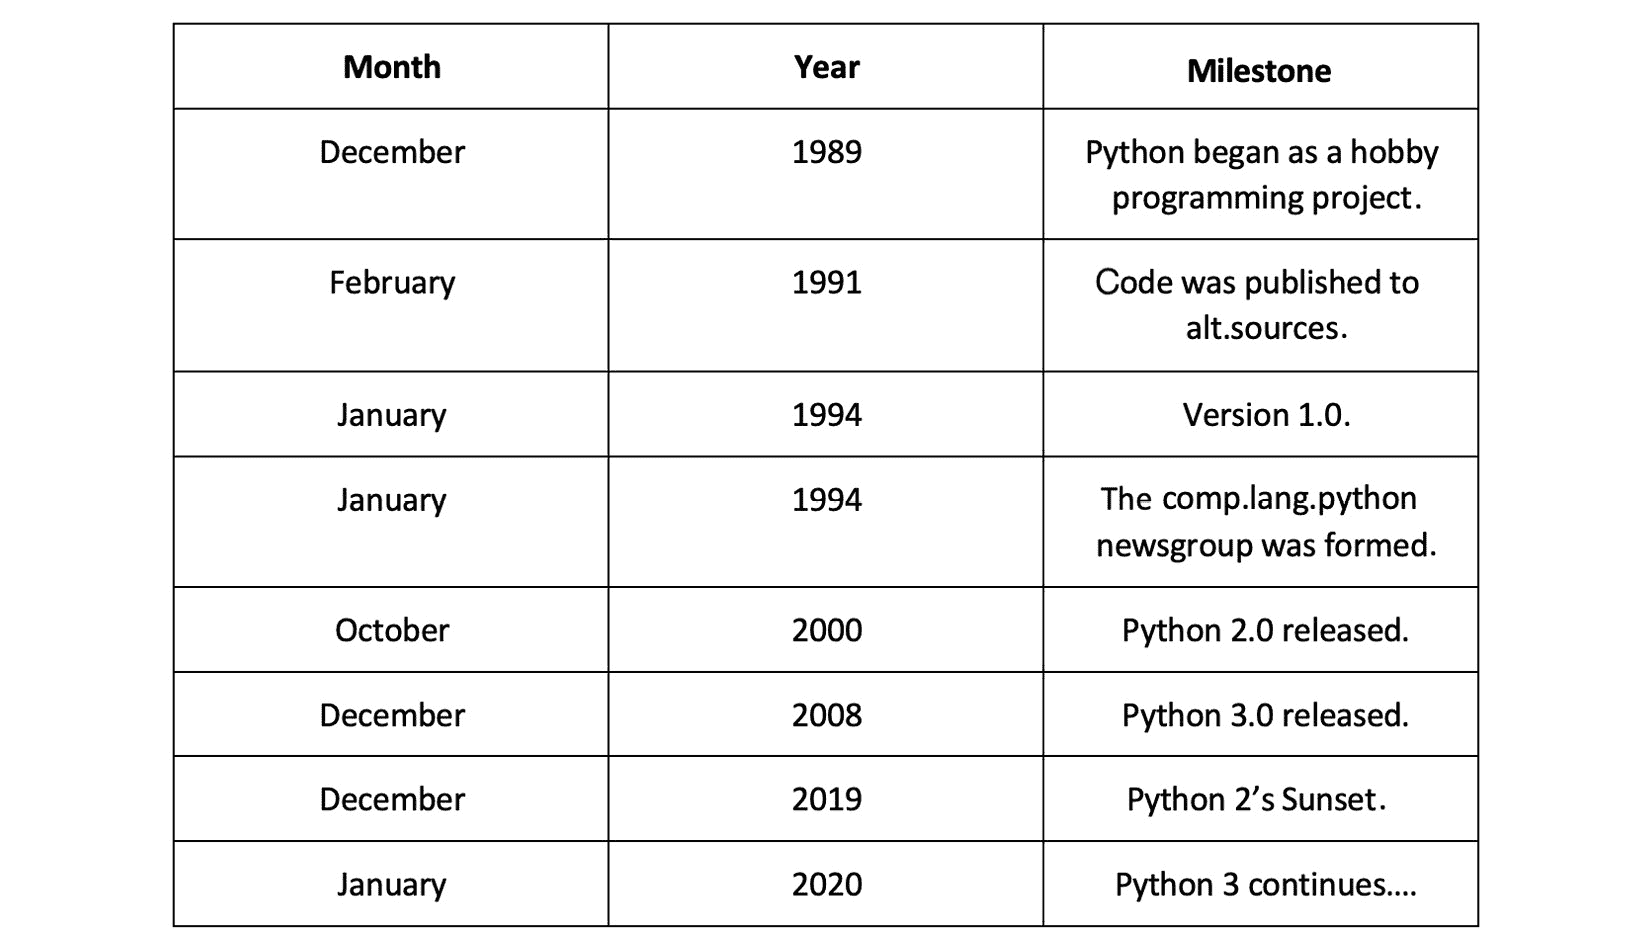 Month Year Milestone
December 1989 Python began as a hobby
programming project.
February 1991 Code was published to
alt.sources.
January 1994 Version 1.0.
January 1994 The comp.lang.python
newsgroup was formed.
October 2000 Python 2.0 released.
December 2008 Python 3.0 released.
December 2019 Python 2’s Sunset.
January 2020 Python 3 continues....